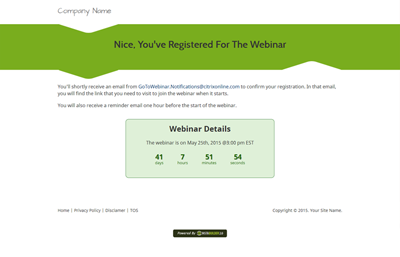 Company Name
Nice, You've Registered For The Webinar
You'll shortly receive an email from GoToWebinar.Notifications@citrixonline.com to confirm your registration. In that email,
you will find the link that you need to visit to join the webinar when it starts.
You will also receive a reminder email one hour before the start of the webinar.
Webinar Details
The webinar is on May 25th, 2015 @5:00 pm EST
41 7 51 54
days hours minutes seconds
Home | Privacy Policy | Disclaimer | TOS
Copyright © 2015. Your Site Name.
Powered By